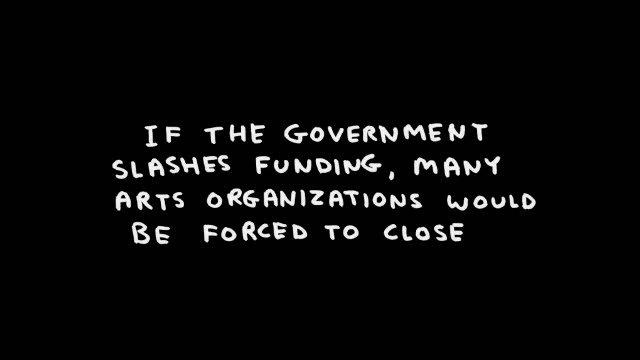 IF THE GOVERNMENT
SLASHES FUNDING, MANY
ARTS ORGANIZATIONS WOULD
BE FORCED TO CLOSE